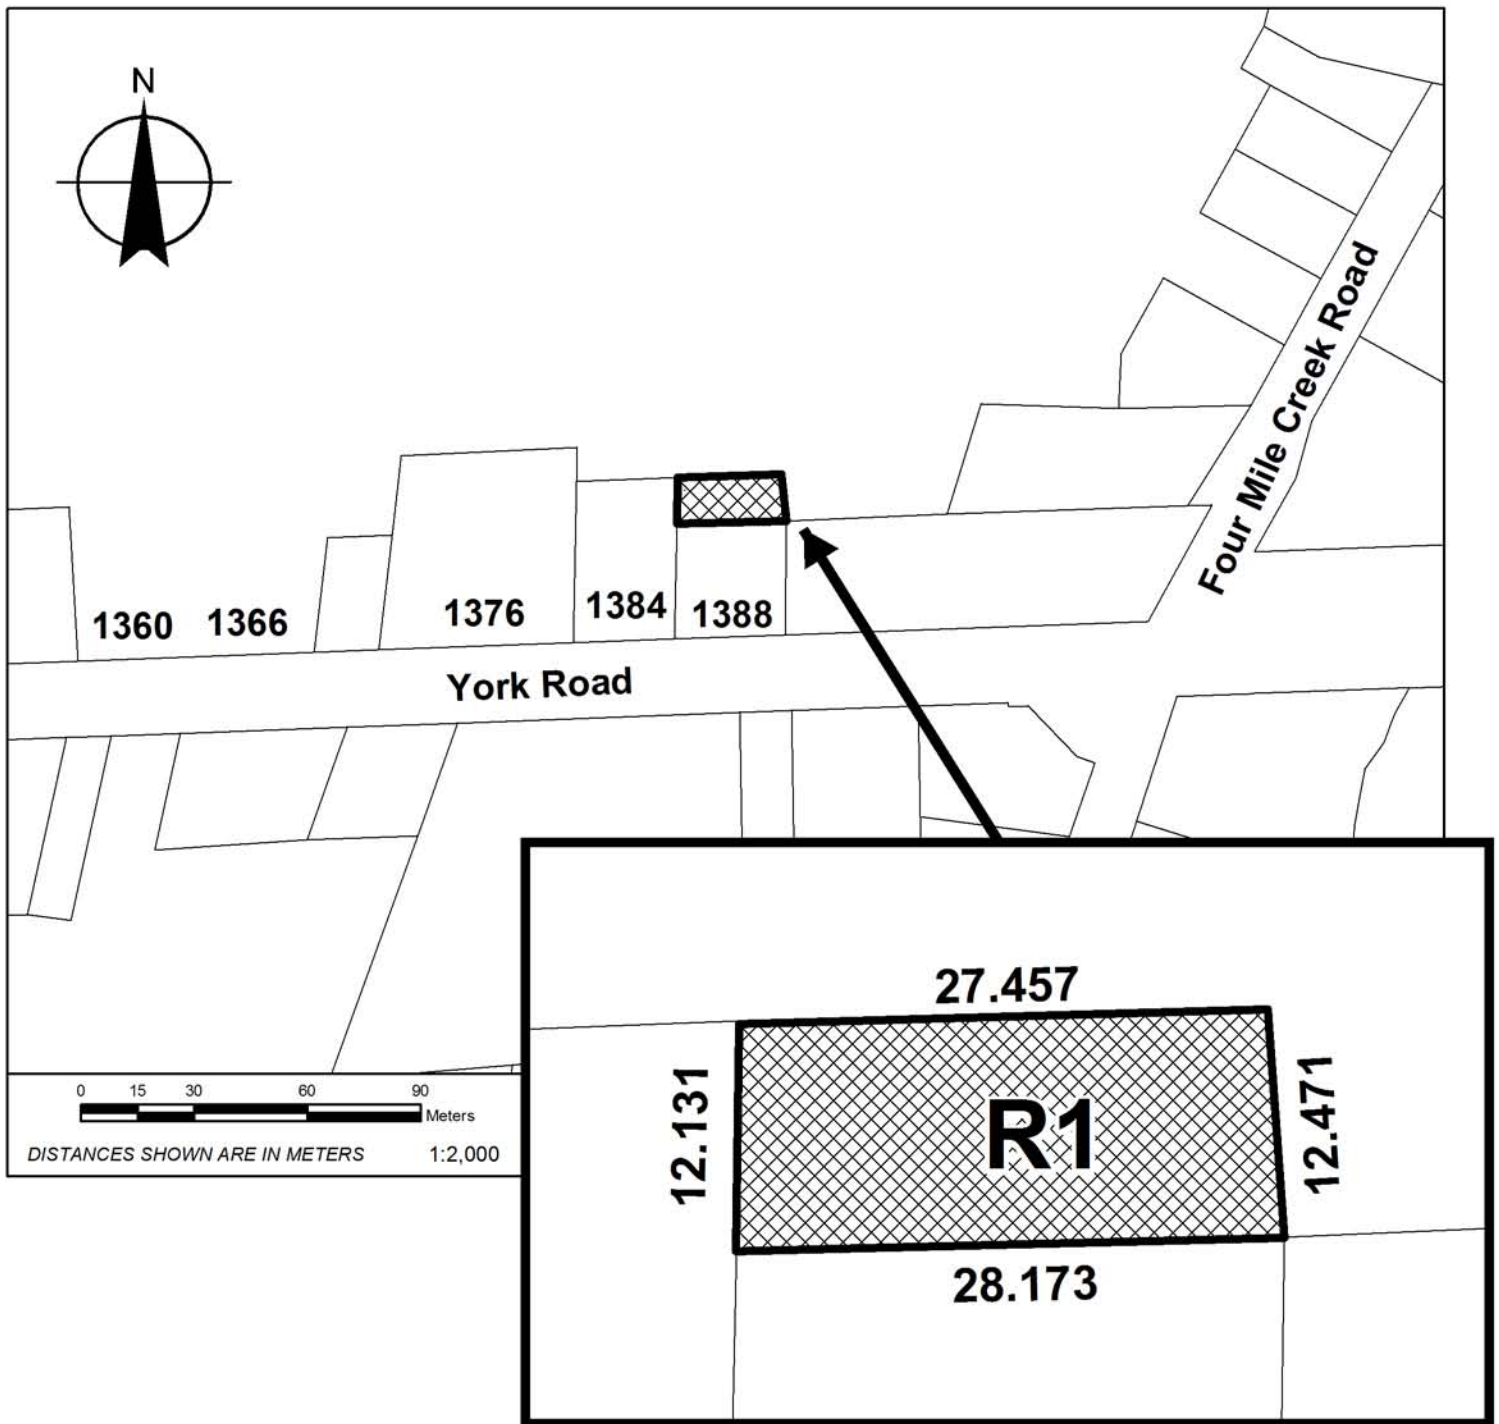 N
Four Mile Creek Road
1360
1366
1376
1384
1388
York Road
27.457
12.131
R1
12.471
28.173
0 15 30 60 90
Meters
DISTANCES SHOWN ARE IN METERS 1:2,000